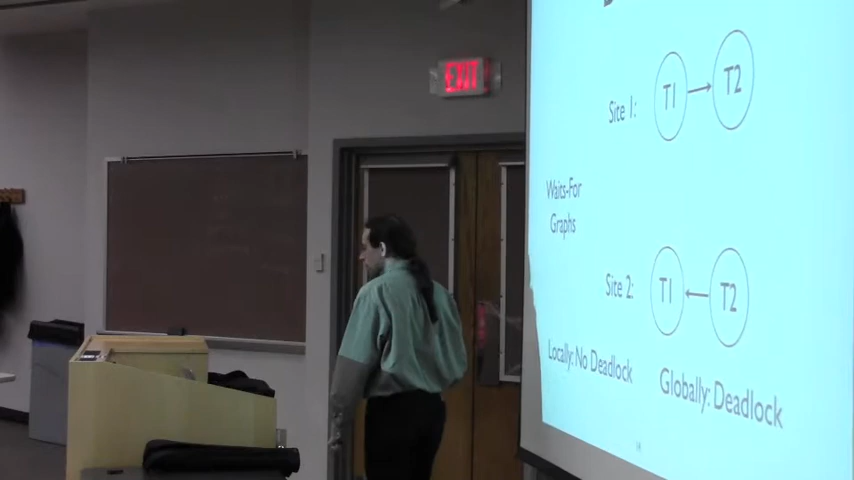 EXIT
Site 1:
T1
T2
Waits-For
Graphs
Site 2:
T1
T2
Locally: No Deadlock
Globally: Deadlock